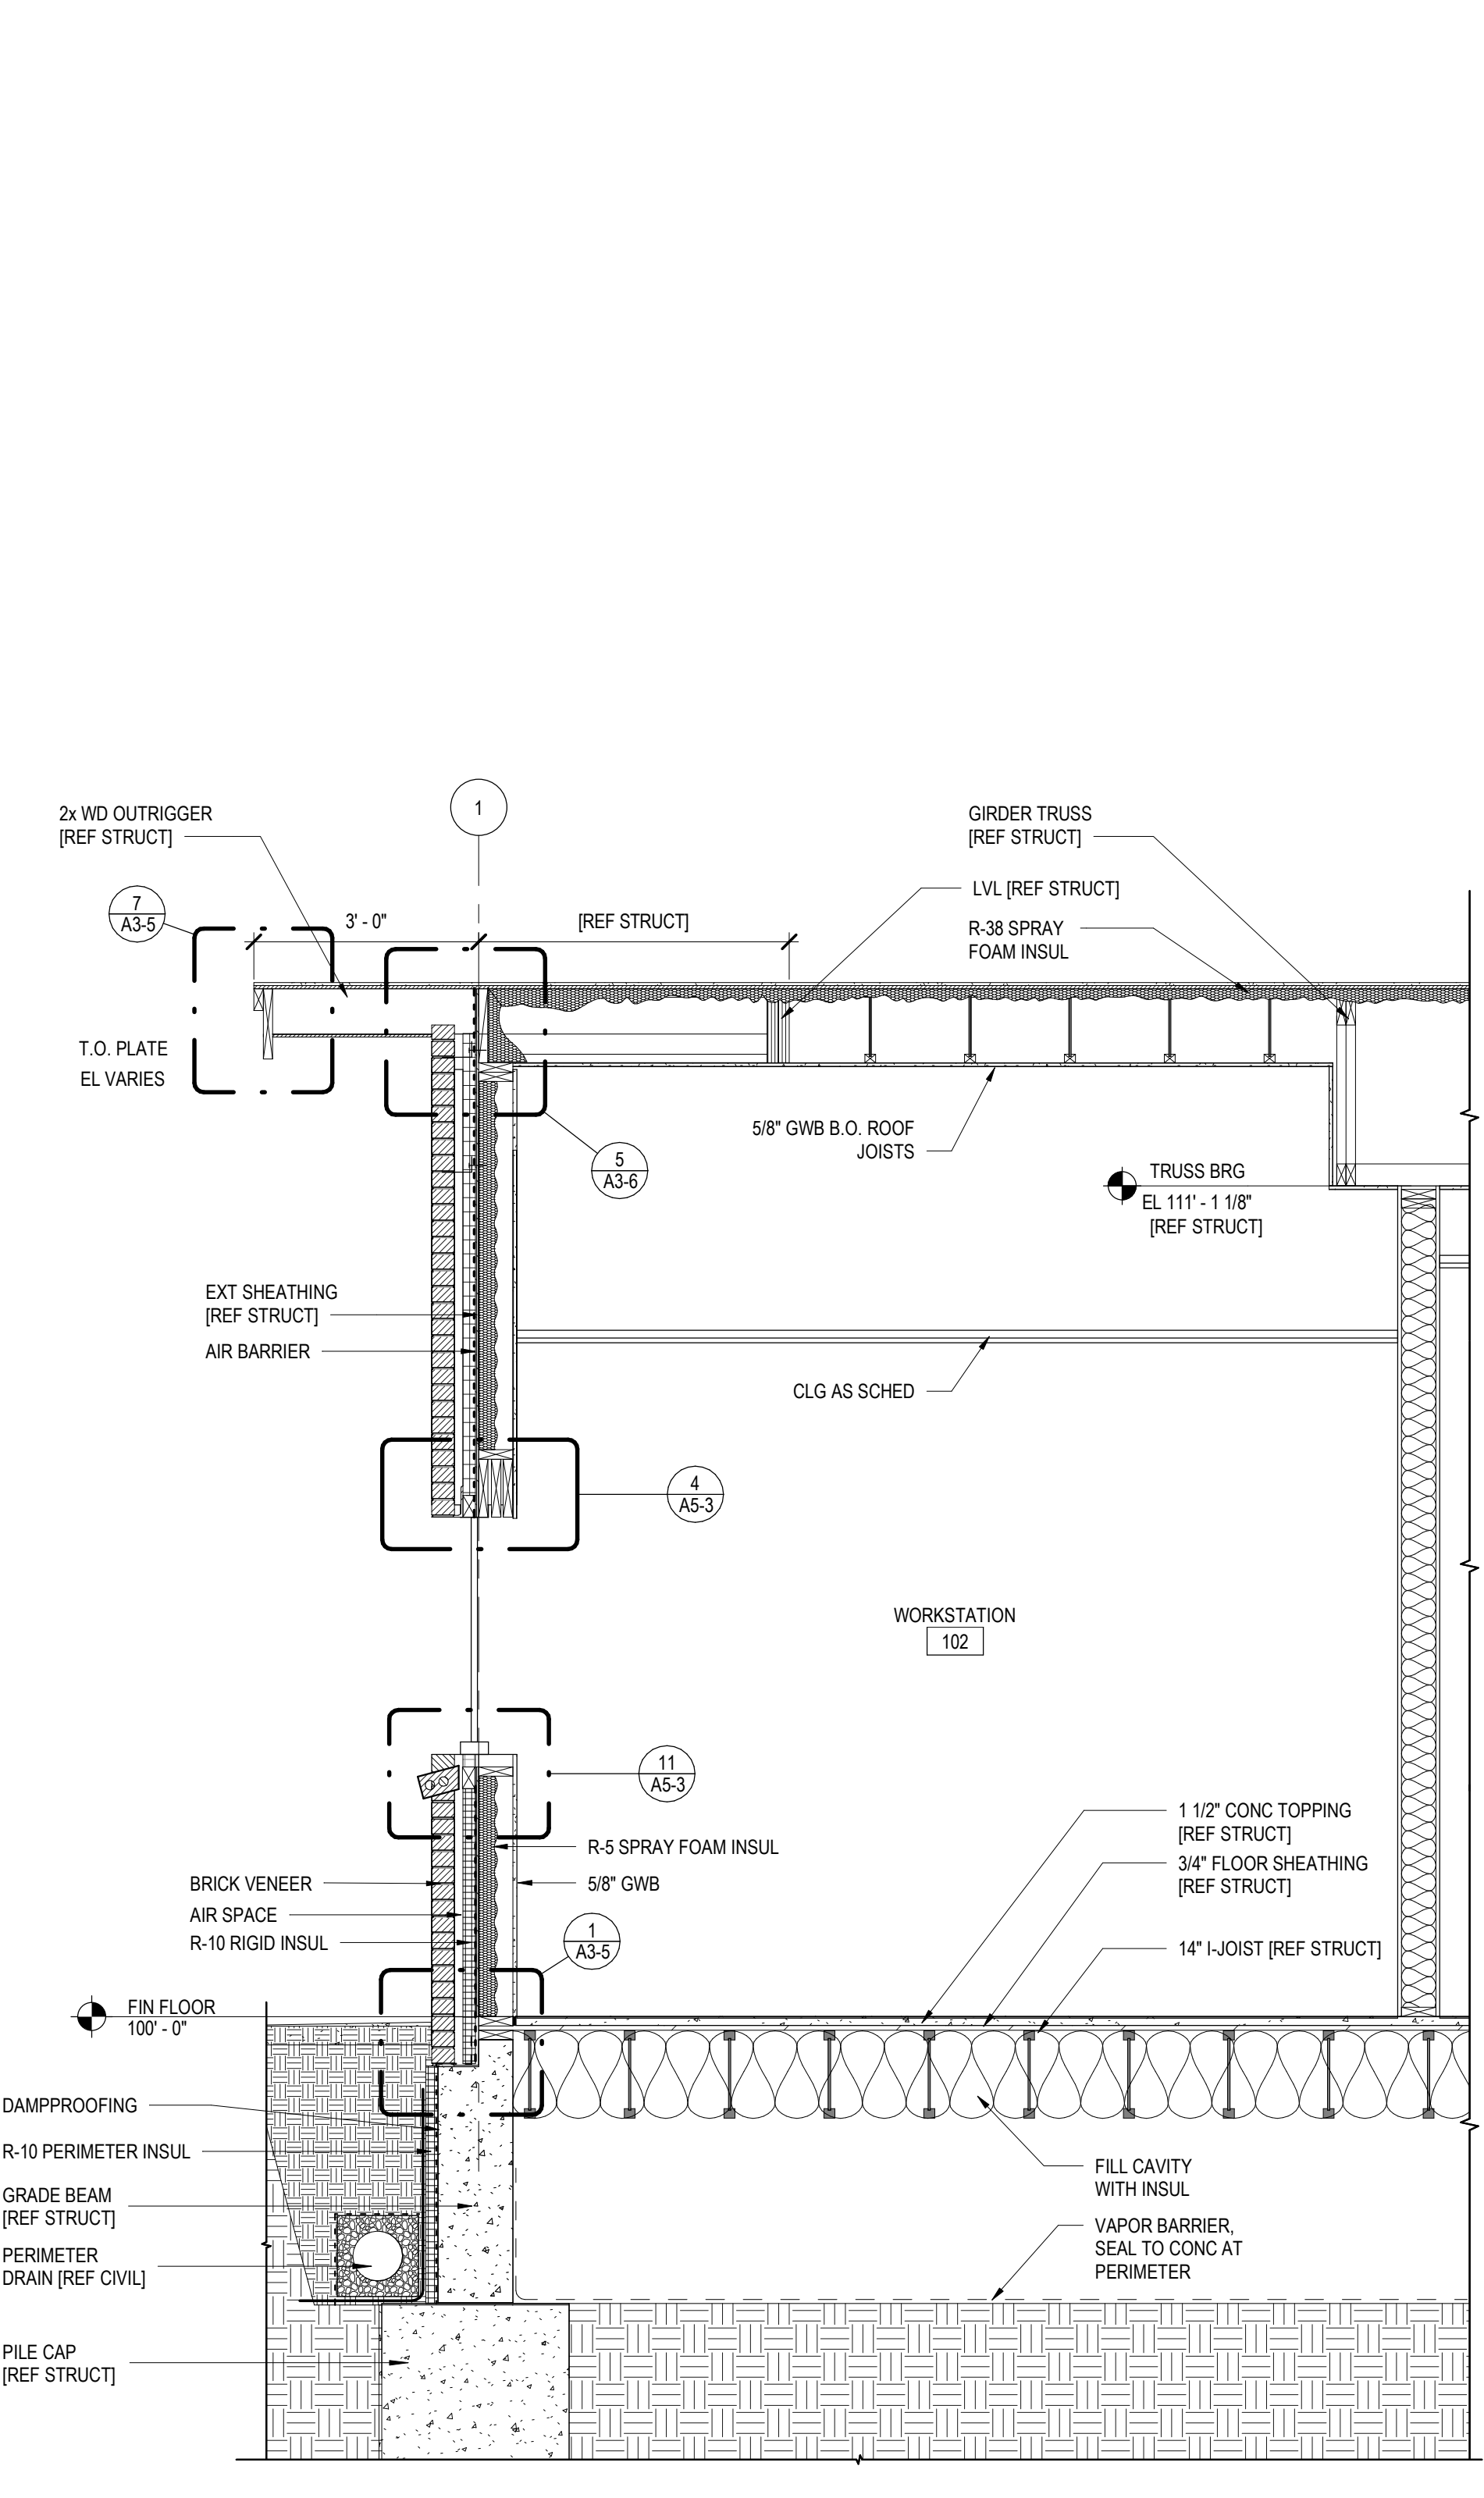 2x WD OUTRIGGER
[REF STRUCT]
1
GIRDER TRUSS
[REF STRUCT]
LVL [REF STRUCT]
7
A3-5
3' - 0"
[REF STRUCT]
R-38 SPRAY
FOAM INSUL
T.O. PLATE
EL VARIES
5/8" GWB B.O. ROOF
JOISTS
5
A3-6
TRUSS BRG
EL 111' - 1 1/8"
[REF STRUCT]
EXT SHEATHING
[REF STRUCT]
AIR BARRIER
CLG AS SCHED
4
A5-3
WORKSTATION
102
11
A5-3
1 1/2" CONC TOPPING
[REF STRUCT]
R-5 SPRAY FOAM INSUL
3/4" FLOOR SHEATHING
[REF STRUCT]
BRICK VENEER
5/8" GWB
AIR SPACE
R-10 RIGID INSUL
1
A3-5
14" I-JOIST [REF STRUCT]
FIN FLOOR
100' - 0"
DAMPPROOFING
R-10 PERIMETER INSUL
FILL CAVITY
WITH INSUL
GRADE BEAM
[REF STRUCT]
VAPOR BARRIER,
SEAL TO CONC AT
PERIMETER
PERIMETER
DRAIN [REF CIVIL]
PILE CAP
[REF STRUCT]